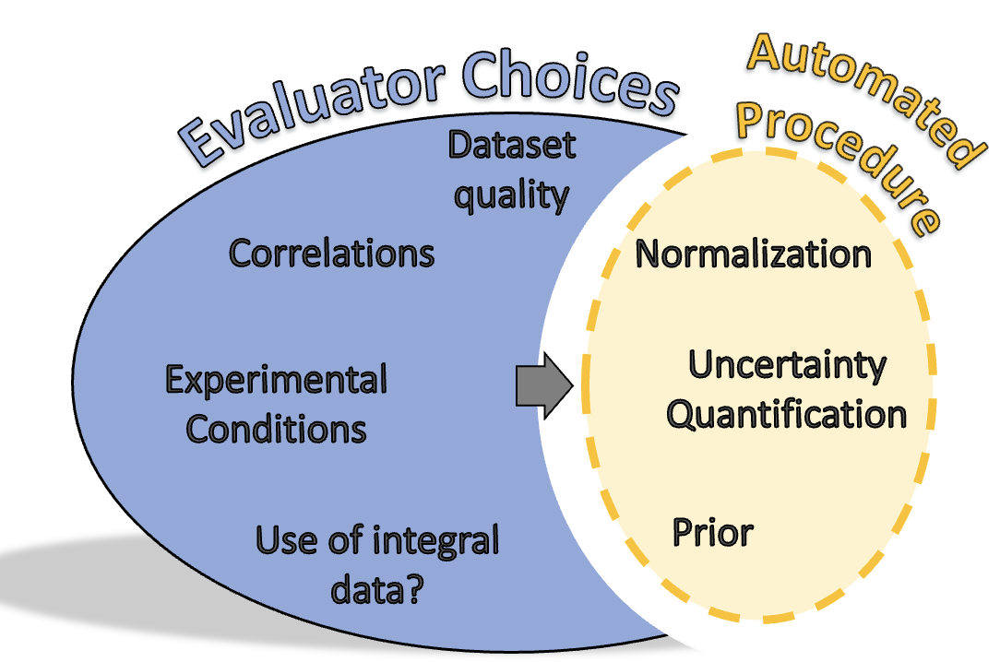 Evaluator Choices
Automated
Procedure
Dataset
quality
Correlations
Experimental
Conditions
Use of integral
data?
Normalization
Uncertainty
Quantification
Prior